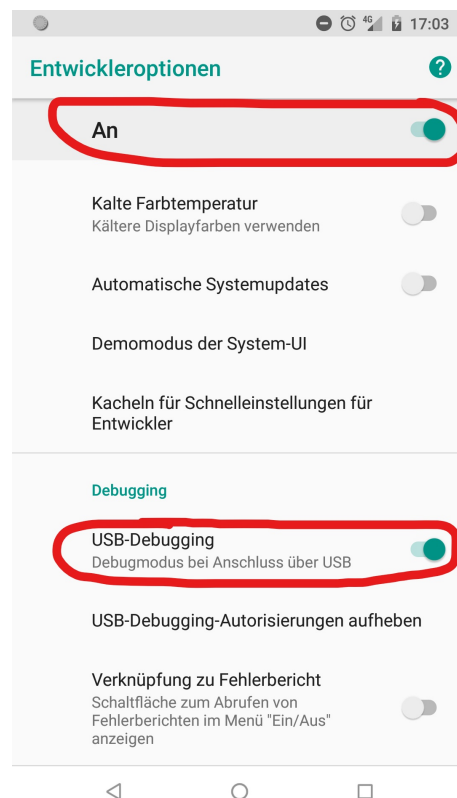 4G 17:03
Entwickleroptionen ?
An
Kalte Farbtemperatur
Kältere Displayfarben verwenden
Automatische Systemupdates
Demomodus der System-UI
Kacheln für Schnelleinstellungen für
Entwickler
Debugging
USB-Debugging
Debugmodus bei Anschluss über USB
USB-Debugging-Autorisierungen aufheben
Verknüpfung zu Fehlerbericht
Schaltfläche zum Abrufen von
Fehlerberichten im Menü "Ein/Aus"
anzeigen